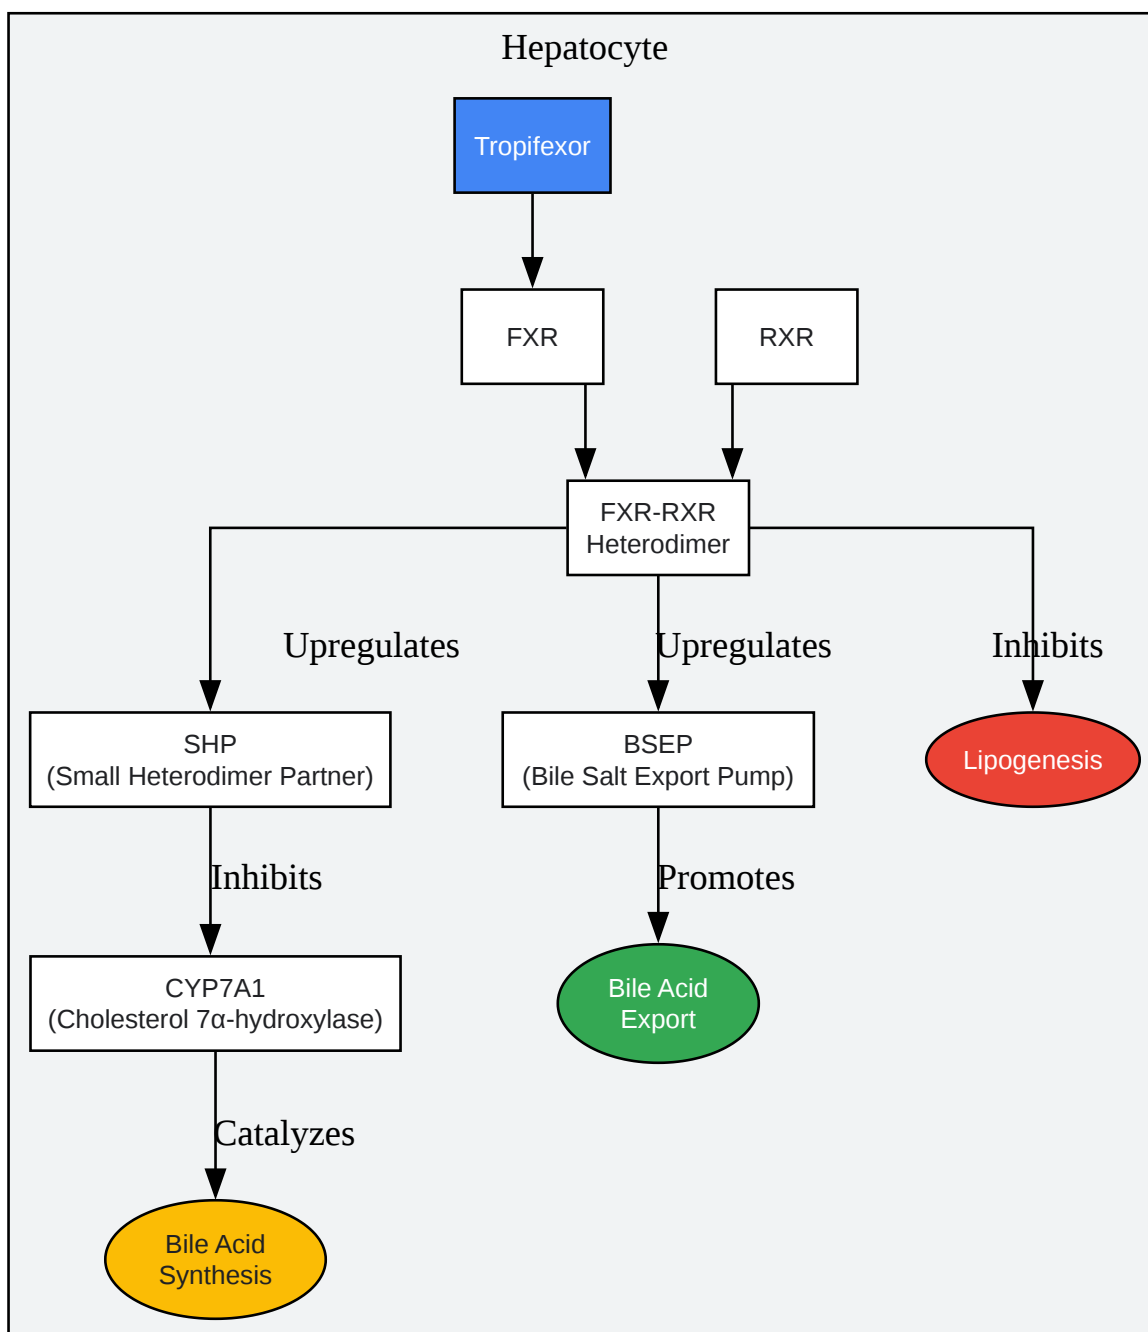 Hepatocyte
Tropifexor
FXR
RXR
FXR-RXR
Heterodimer
Upregulates
Upregulates
Inhibits
SHP
(Small Heterodimer Partner)
BSEP
(Bile Salt Export Pump)
Lipogenesis
Inhibits
Promotes
CYP7A1
(Cholesterol 7α-hydroxylase)
Bile Acid
Export
Catalyzes
Bile Acid
Synthesis